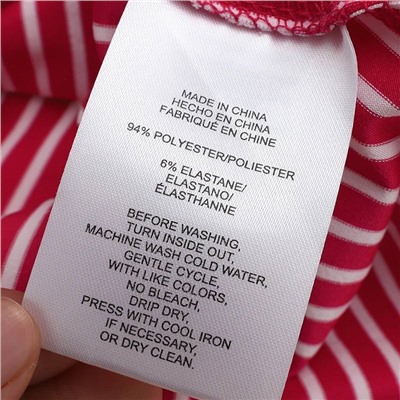 MADE IN CHINA
HECHO EN CHINA
FABRIQUÉ EN CHINE
94% POLYESTER/POLIESTER
6% ELASTANE/
ELASTANO/
ÉLASTHANNE
BEFORE WASHING,
TURN INSIDE OUT,
MACHINE WASH COLD WATER,
GENTLE CYCLE,
WITH LIKE COLORS,
NO BLEACH,
DRIP DRY.
PRESS WITH COOL IRON
IF NECESSARY,
OR DRY CLEAN.